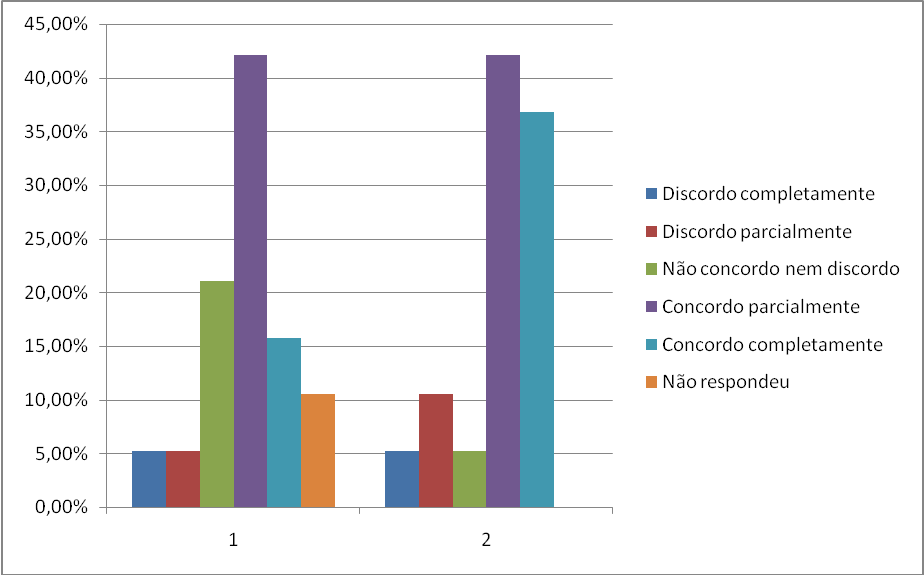 45,00%
40,00%
35,00%
30,00%
25,00%
20,00%
15,00%
10,00%
5,00%
0,00%
1
2
Discordo completamente
Discordo parcialmente
Não concordo nem discordo
Concordo parcialmente
Concordo completamente
Não respondeu